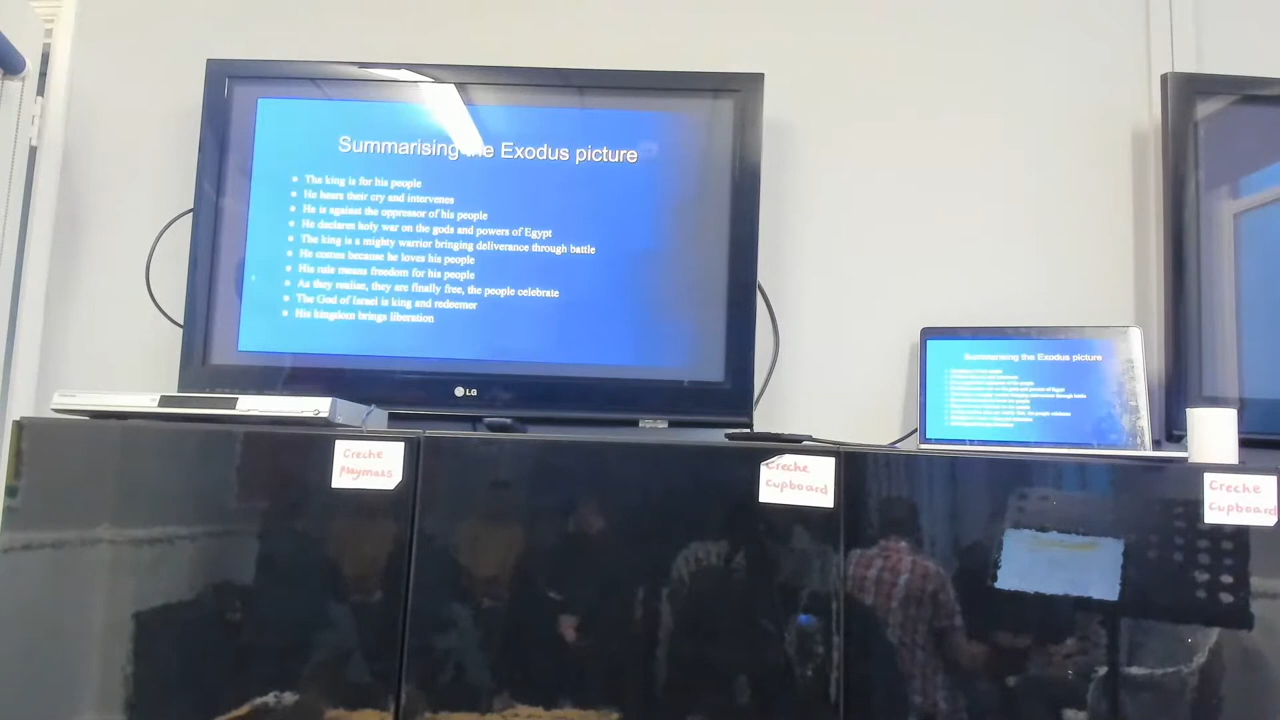 Summarising the Exodus picture
The king is for his people
He hears their cry and intervenes
He is against the oppressor of his people
He declares holy war on the gods and powers of Egypt
The king is a mighty warrior bringing deliverance through battle
He comes because he loves his people
His rule means freedom for his people
As they realise, they are finally free, the people celebrate
The God of Israel is king and redeemer
His kingdom brings liberation
LG
Summarising the Exodus picture
Creche
Creche
Cupboard
Creche
Cupboard